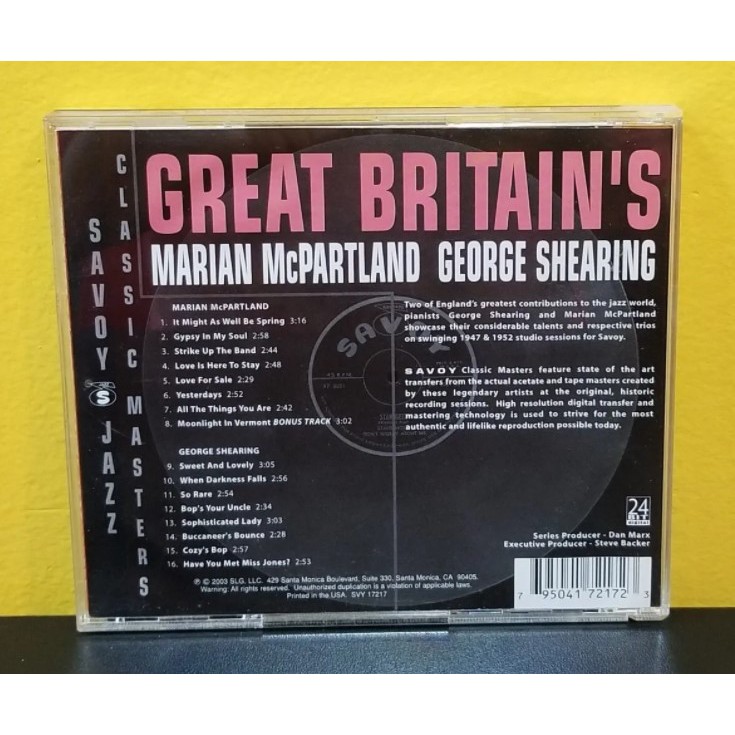 SAVOY JAZZ
CLASSIC MASTERS
GREAT BRITAIN'S
MARIAN McPARTLAND GEORGE SHEARING
MARIAN McPARTLAND
1. It Might As Well Be Spring 3:16
2. Gypsy In My Soul 2:58
3. Strike Up The Band 2:44
4. Love Is Here To Stay 2:48
5. Love For Sale 2:29
6. Yesterdays 2:52
7. All The Things You Are 2:42
8. Moonlight in Vermont BONUS TRACK 3:02
GEORGE SHEARING
9. Sweet And Lovely 3:05
10. When Darkness Falls 2:56
11. So Rare 2:54
12. Bop's Your Uncle 2:34
13. Sophisticated Lady 3:03
14. Buccaneer's Bounce 2:28
15. Cozy's Bop 2:57
16. Have You Met Miss Jones? 2:53
Two of England's greatest contributions to the jazz world,
pianists George Shearing and Marian McPartland
showcase their considerable talents and respective trios
on swinging 1947 & 1952 studio sessions for Savoy.
SAVOY Classic Masters feature state of the art
transfers from the actual acetate and tape masters created
by these legendary artists at the original, historic
recording sessions. High resolution digital transfer and
mastering technology is used to strive for the most
authentic and lifelike reproduction possible today.
SAVOY
24
BIT
DIGITAL
Series Producer - Dan Marx
Executive Producer - Steve Backer
℗ © 2003 SLG, LLC. 429 Santa Monica Boulevard, Suite 330, Santa Monica, CA 90405.
Warning: All rights reserved. Unauthorized duplication is a violation of applicable laws.
Printed in the USA. SVY 17217
7 95041 72172 3